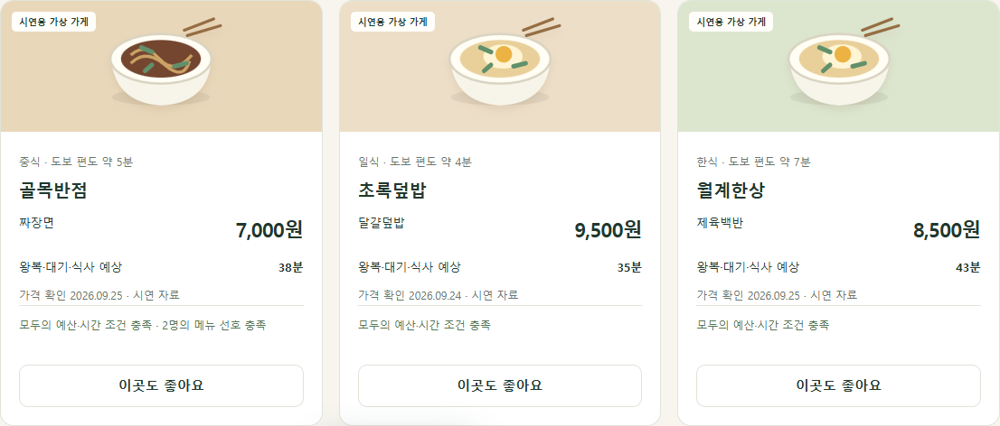 시연용 가상 가게
중식 · 도보 편도 약 5분
골목반점
짜장면
7,000원
왕복·대기·식사 예상
38분
가격 확인 2026.09.25 · 시연 자료
모두의 예산·시간 조건 충족 · 2명의 메뉴 선호 충족
이곳도 좋아요
시연용 가상 가게
일식 · 도보 편도 약 4분
초록덮밥
달걀덮밥
9,500원
왕복·대기·식사 예상
35분
가격 확인 2026.09.24 · 시연 자료
모두의 예산·시간 조건 충족
이곳도 좋아요
시연용 가상 가게
한식 · 도보 편도 약 7분
월계한상
제육백반
8,500원
왕복·대기·식사 예상
43분
가격 확인 2026.09.25 · 시연 자료
모두의 예산·시간 조건 충족
이곳도 좋아요